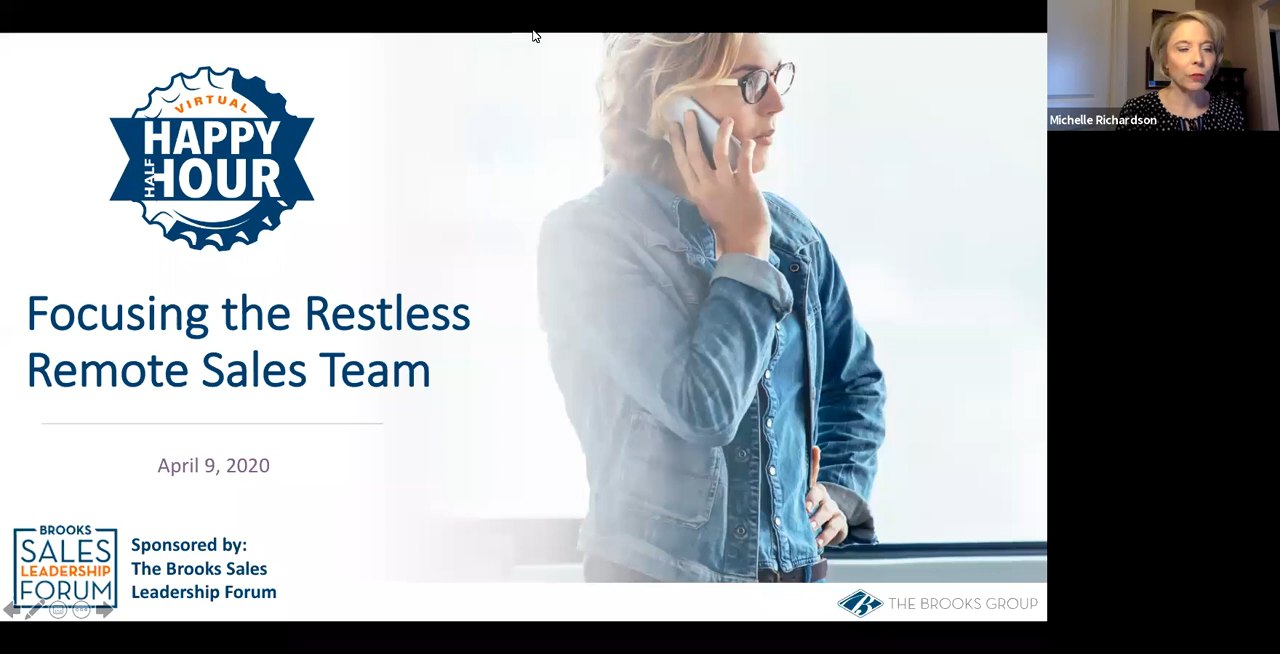 VIRTUAL
HAPPY
HALF HOUR
Focusing the Restless
Remote Sales Team
April 9, 2020
BROOKS
SALES
LEADERSHIP
FORUM
Sponsored by:
The Brooks Sales
Leadership Forum
THE BROOKS GROUP
Michelle Richardson